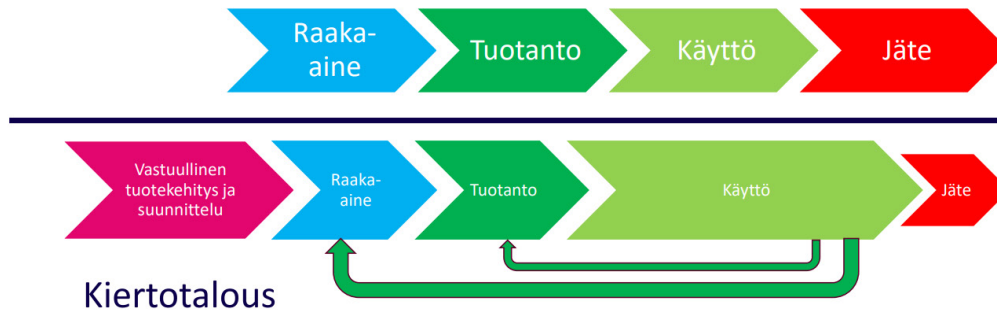 Raaka-
aine
Tuotanto
Käyttö
Jäte
Vastuullinen
tuotekehitys ja
suunnittelu
Raaka-
aine
Tuotanto
Käyttö
Jäte
Kiertotalous